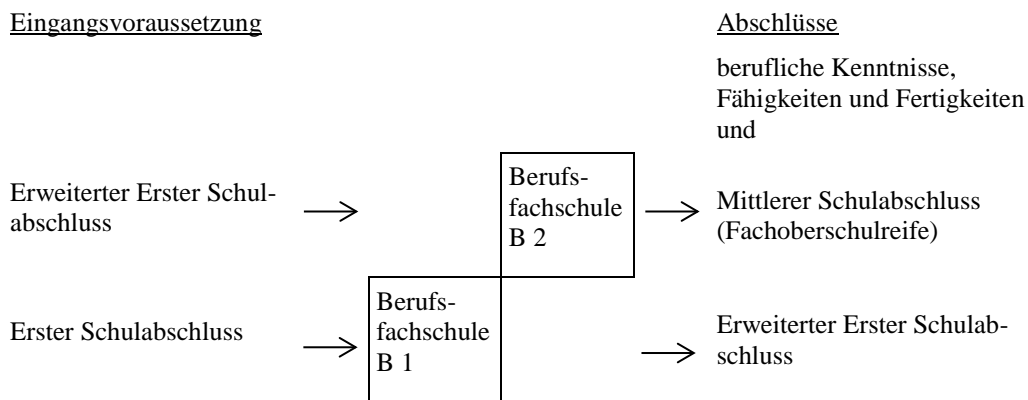 Eingangsvoraussetzung
Abschlüsse
berufliche Kenntnisse,
Fähigkeiten und Fertigkeiten
und
Erweiterter Erster Schul-
abschluss
Berufs-
fachschule
B 2
Mittlerer Schulabschluss
(Fachoberschulreife)
Erster Schulabschluss
Berufs-
fachschule
B 1
Erweiterter Erster Schulab-
schluss